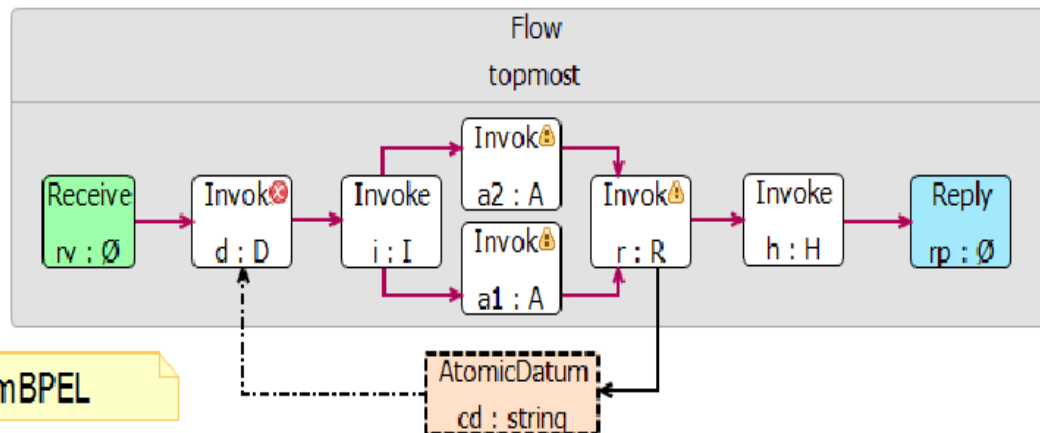 Flow
topmost
Receive
rv : Ø
Invok
d : D
Invoke
i : I
Invok
a2 : A
Invok
a1 : A
Invok
r : R
Invoke
h : H
Reply
rp : Ø
AtomicDatum
cd : string
mBPEL